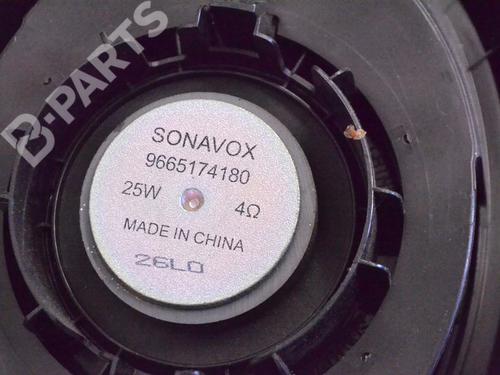 B-PARTS
SONAVOX
9665174180
25W 4Ω
MADE IN CHINA
26L0